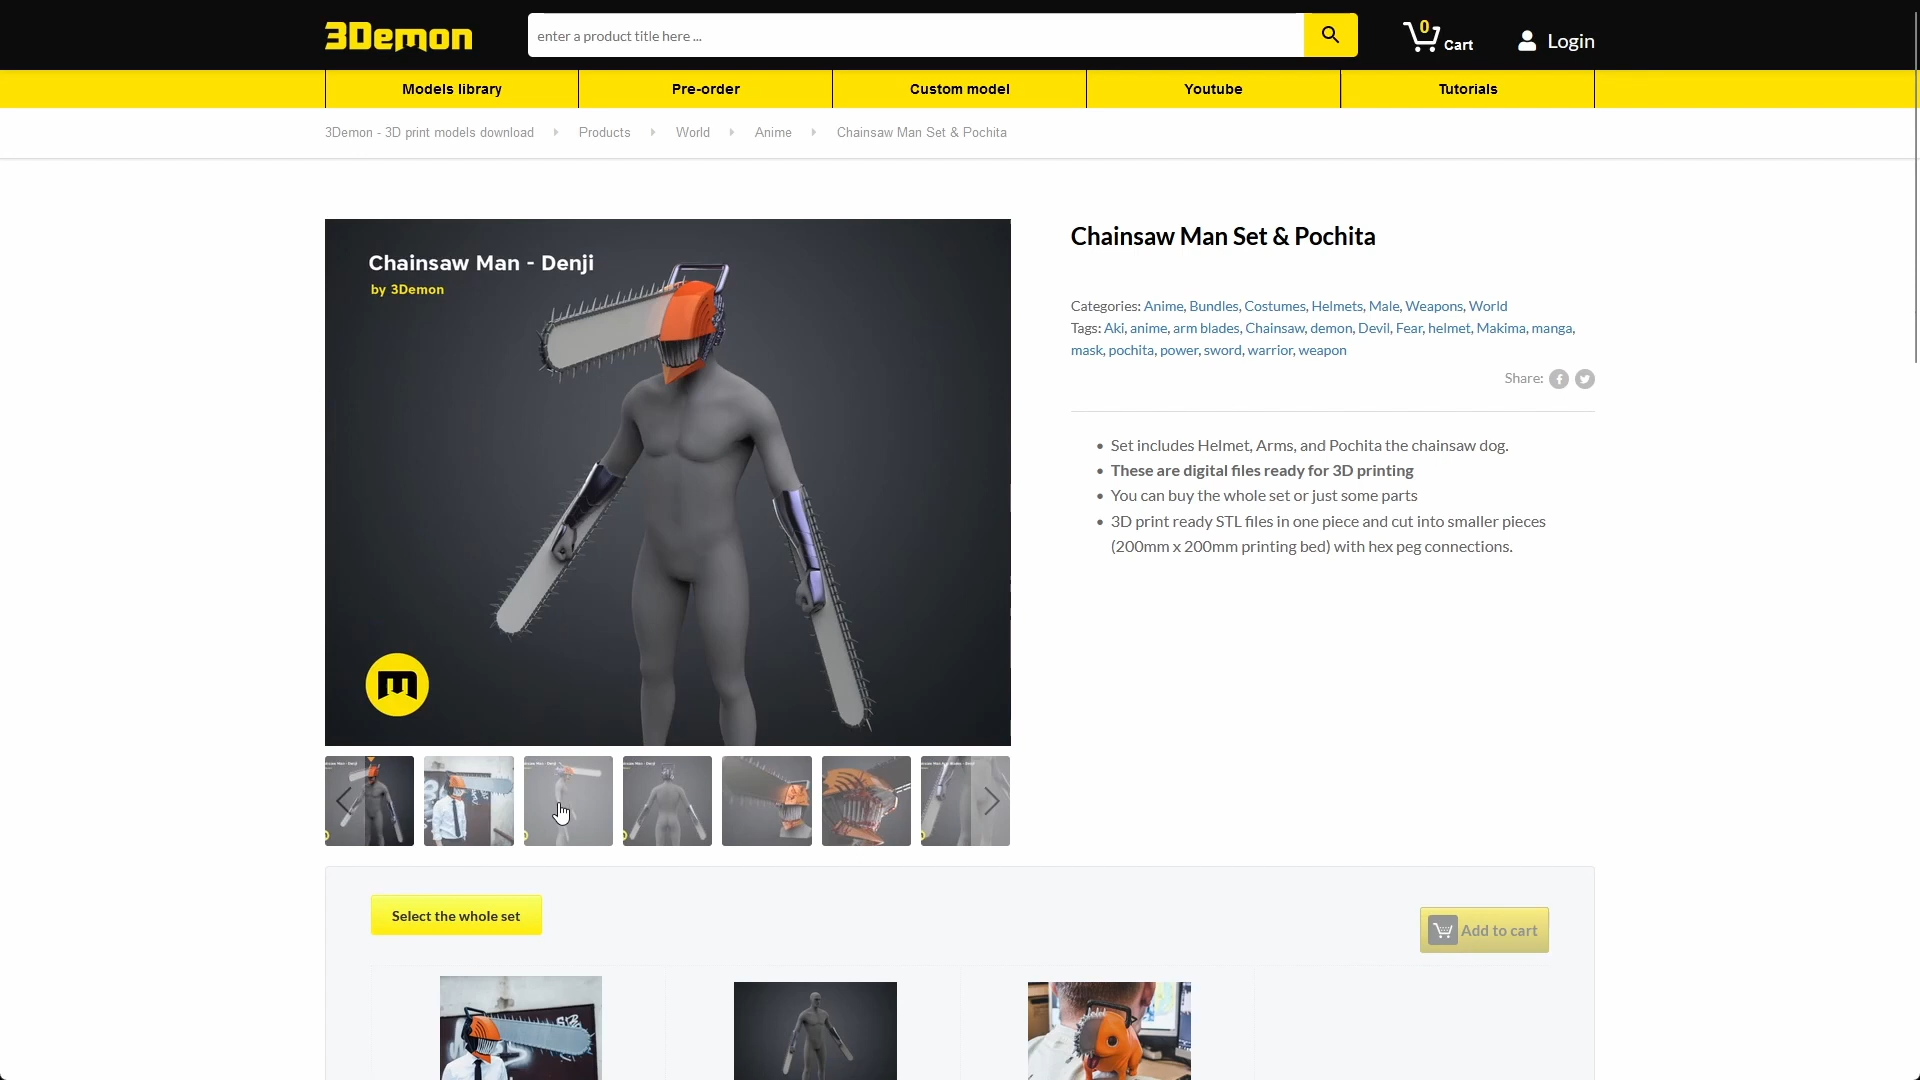 3Demon
enter a product title here ...
0
Cart
Login
Models library
Pre-order
Custom model
Youtube
Tutorials
3Demon - 3D print models download
Products
World
Anime
Chainsaw Man Set & Pochita
Chainsaw Man - Denji
by 3Demon
Chainsaw Man Set & Pochita
Categories: Anime, Bundles, Costumes, Helmets, Male, Weapons, World
Tags: Aki, anime, arm blades, Chainsaw, demon, Devil, Fear, helmet, Makima, manga,
mask, pochita, power, sword, warrior, weapon
Share:
Set includes Helmet, Arms, and Pochita the chainsaw dog.
These are digital files ready for 3D printing
You can buy the whole set or just some parts
3D print ready STL files in one piece and cut into smaller pieces
(200mm x 200mm printing bed) with hex peg connections.
Select the whole set
Add to cart